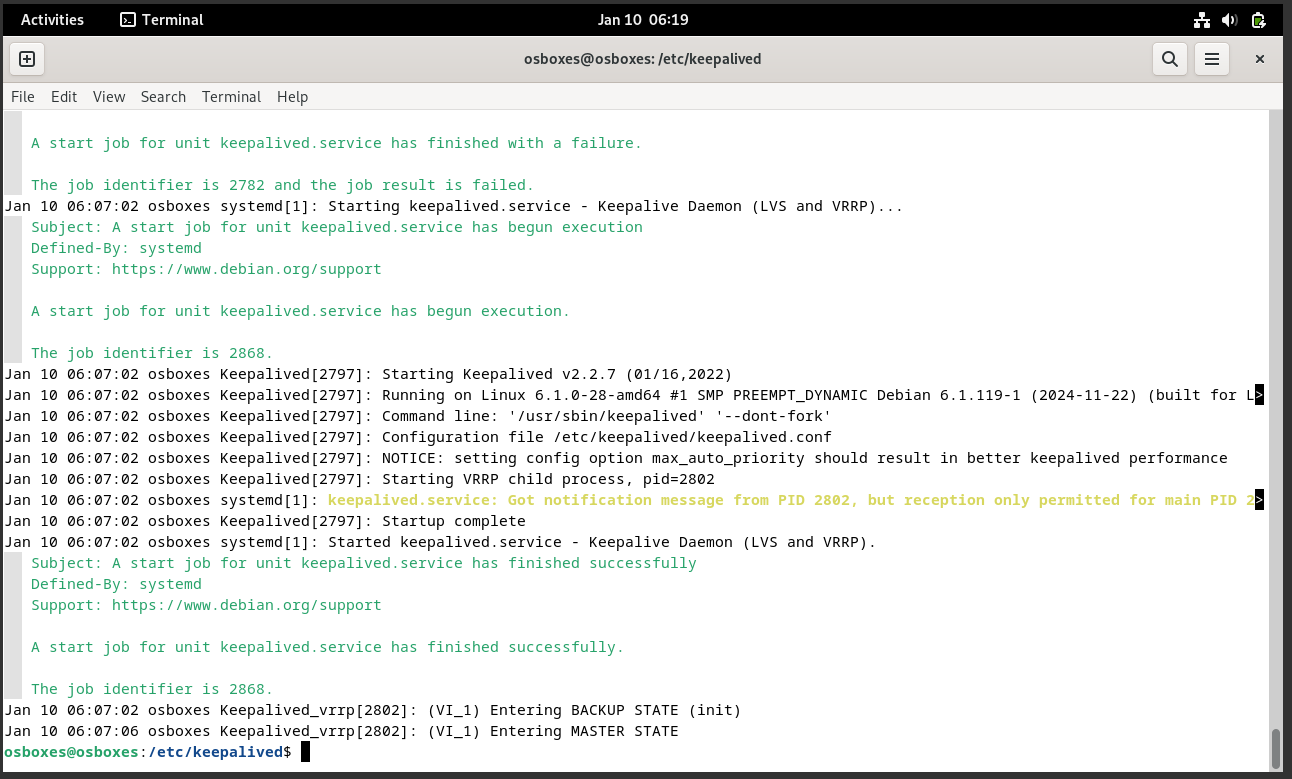 Activities Terminal Jan 10 06:19
osboxes@osboxes: /etc/keepalived
File Edit View Search Terminal Help
A start job for unit keepalived.service has finished with a failure.
The job identifier is 2782 and the job result is failed.
Jan 10 06:07:02 osboxes systemd[1]: Starting keepalived.service - Keepalive Daemon (LVS and VRRP)...
Subject: A start job for unit keepalived.service has begun execution
Defined-By: systemd
Support: https://www.debian.org/support
A start job for unit keepalived.service has begun execution.
The job identifier is 2868.
Jan 10 06:07:02 osboxes Keepalived[2797]: Starting Keepalived v2.2.7 (01/16,2022)
Jan 10 06:07:02 osboxes Keepalived[2797]: Running on Linux 6.1.0-28-amd64 #1 SMP PREEMPT_DYNAMIC Debian 6.1.119-1 (2024-11-22) (built for L>
Jan 10 06:07:02 osboxes Keepalived[2797]: Command line: '/usr/sbin/keepalived' '--dont-fork'
Jan 10 06:07:02 osboxes Keepalived[2797]: Configuration file /etc/keepalived/keepalived.conf
Jan 10 06:07:02 osboxes Keepalived[2797]: NOTICE: setting config option max_auto_priority should result in better keepalived performance
Jan 10 06:07:02 osboxes Keepalived[2797]: Starting VRRP child process, pid=2802
Jan 10 06:07:02 osboxes systemd[1]: keepalived.service: Got notification message from PID 2802, but reception only permitted for main PID 2>
Jan 10 06:07:02 osboxes Keepalived[2797]: Startup complete
Jan 10 06:07:02 osboxes systemd[1]: Started keepalived.service - Keepalive Daemon (LVS and VRRP).
Subject: A start job for unit keepalived.service has finished successfully
Defined-By: systemd
Support: https://www.debian.org/support
A start job for unit keepalived.service has finished successfully.
The job identifier is 2868.
Jan 10 06:07:02 osboxes Keepalived_vrrp[2802]: (VI_1) Entering BACKUP STATE (init)
Jan 10 06:07:06 osboxes Keepalived_vrrp[2802]: (VI_1) Entering MASTER STATE
osboxes@osboxes:/etc/keepalived$